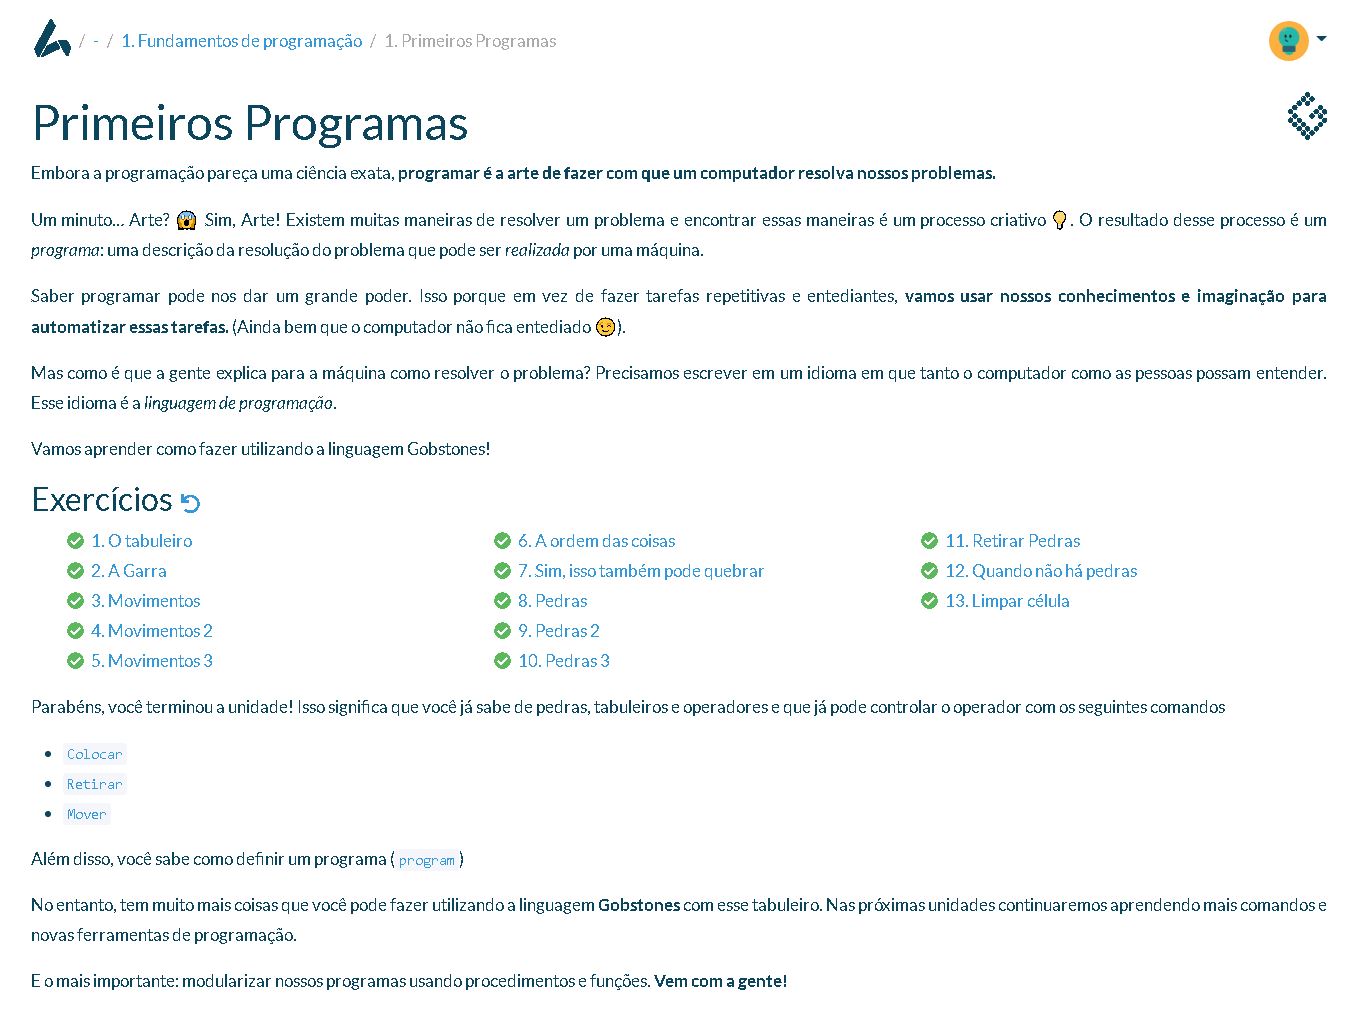 / - / 1. Fundamentos de programação / 1. Primeiros Programas
Primeiros Programas
Embora a programação pareça uma ciência exata, programar é a arte de fazer com que um computador resolva nossos problemas.
Um minuto... Arte? 😱 Sim, Arte! Existem muitas maneiras de resolver um problema e encontrar essas maneiras é um processo criativo 💡. O resultado desse processo é um
programa: uma descrição da resolução do problema que pode ser realizada por uma máquina.
Saber programar pode nos dar um grande poder. Isso porque em vez de fazer tarefas repetitivas e entediantes, vamos usar nossos conhecimentos e imaginação para
automatizar essas tarefas. (Ainda bem que o computador não fica entediado 😉).
Mas como é que a gente explica para a máquina como resolver o problema? Precisamos escrever em um idioma em que tanto o computador como as pessoas possam entender.
Esse idioma é a linguagem de programação.
Vamos aprender como fazer utilizando a linguagem Gobstones!
Exercícios
1. O tabuleiro
2. A Garra
3. Movimentos
4. Movimentos 2
5. Movimentos 3
6. A ordem das coisas
7. Sim, isso também pode quebrar
8. Pedras
9. Pedras 2
10. Pedras 3
11. Retirar Pedras
12. Quando não há pedras
13. Limpar célula
Parabéns, você terminou a unidade! Isso significa que você já sabe de pedras, tabuleiros e operadores e que já pode controlar o operador com os seguintes comandos
Colocar
Retirar
Mover
Além disso, você sabe como definir um programa ( program )
No entanto, tem muito mais coisas que você pode fazer utilizando a linguagem Gobstones com esse tabuleiro. Nas próximas unidades continuaremos aprendendo mais comandos e
novas ferramentas de programação.
E o mais importante: modularizar nossos programas usando procedimentos e funções. Vem com a gente!